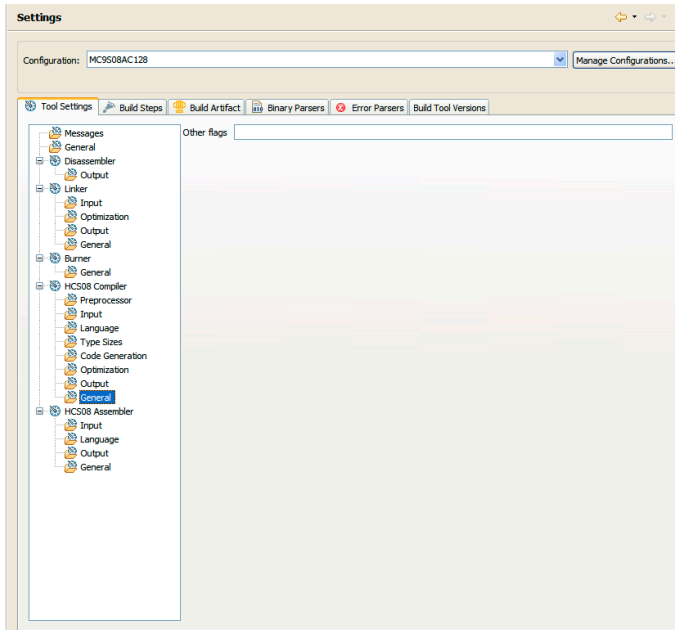 Settings
Configuration: MC9S08AC128 Manage Configurations...
Tool Settings Build Steps Build Artifact Binary Parsers Error Parsers Build Tool Versions
Messages Other flags
General
Disassembler
Output
Linker
Input
Optimization
Output
General
Burner
General
HCS08 Compiler
Preprocessor
Input
Language
Type Sizes
Code Generation
Optimization
Output
General
HCS08 Assembler
Input
Language
Output
General